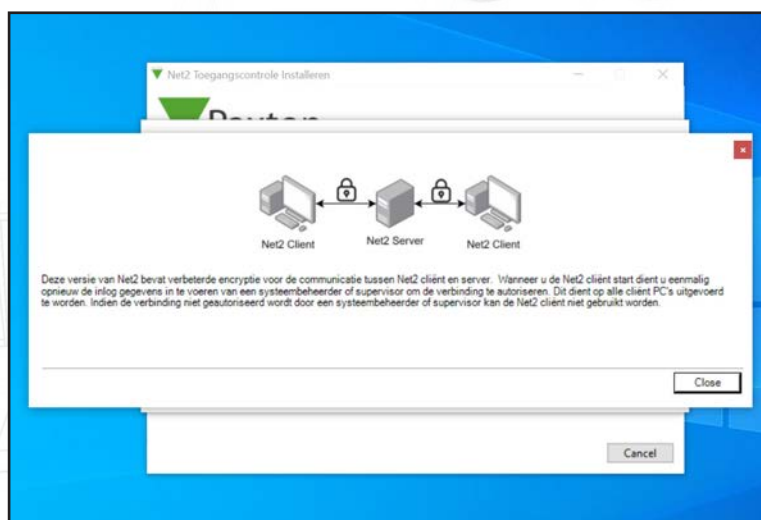 Net2 Toegangscontrole Installeren
Paxton
Net2 Client
Net2 Server
Net2 Client
Deze versie van Net2 bevat verbeterde encryptie voor de communicatie tussen Net2 cliënt en server. Wanneer u de Net2 cliënt start dient u eenmalig
opnieuw de inlog gegevens in te voeren van een systeembeheerder of supervisor om de verbinding te autoriseren. Dit dient op alle cliënt PC's uitgevoerd
te worden. Indien de verbinding niet geautoriseerd wordt door een systeembeheerder of supervisor kan de Net2 cliënt niet gebruikt worden.
Close
Cancel